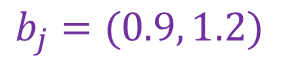 b_j = (0.9, 1.2)